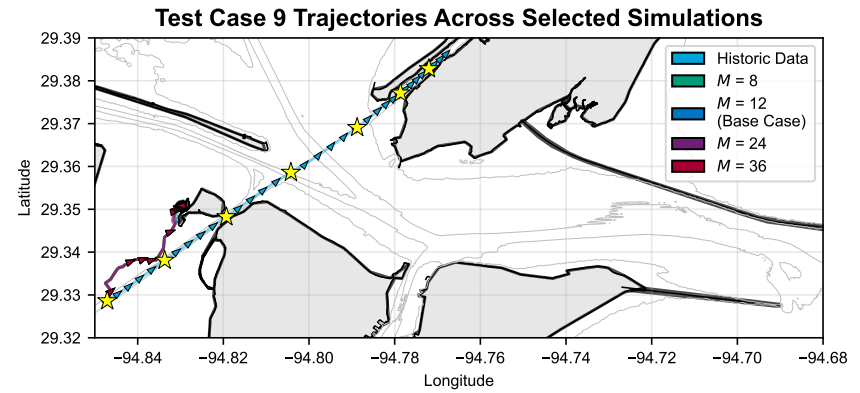 Test Case 9 Trajectories Across Selected Simulations
29.39
29.38
29.37
29.36
29.35
29.34
29.33
29.32
Latitude
Historic Data
M = 8
M = 12
(Base Case)
M = 24
M = 36
−94.84
−94.82
−94.80
−94.78
−94.76
−94.74
−94.72
−94.70
−94.68
Longitude